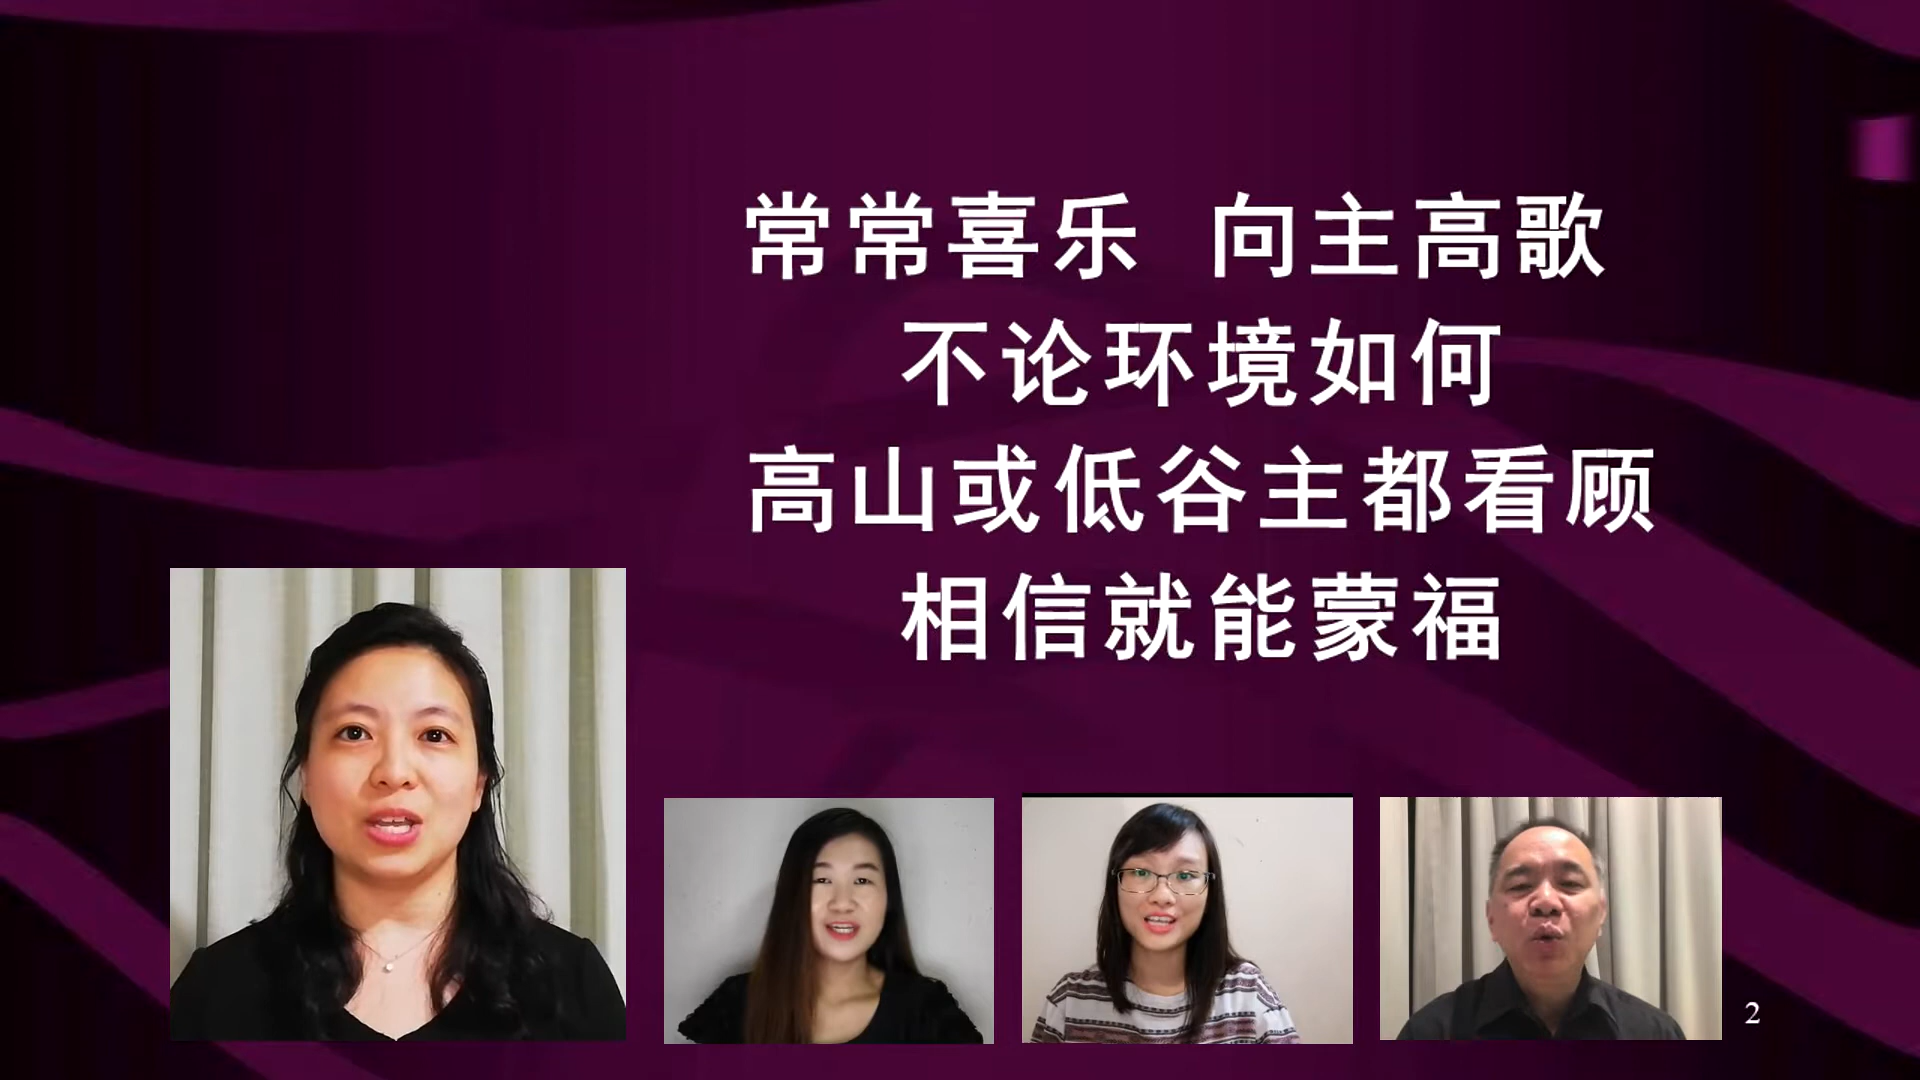 常常喜乐 向主高歌
不论环境如何
高山或低谷主都看顾
相信就能蒙福
2